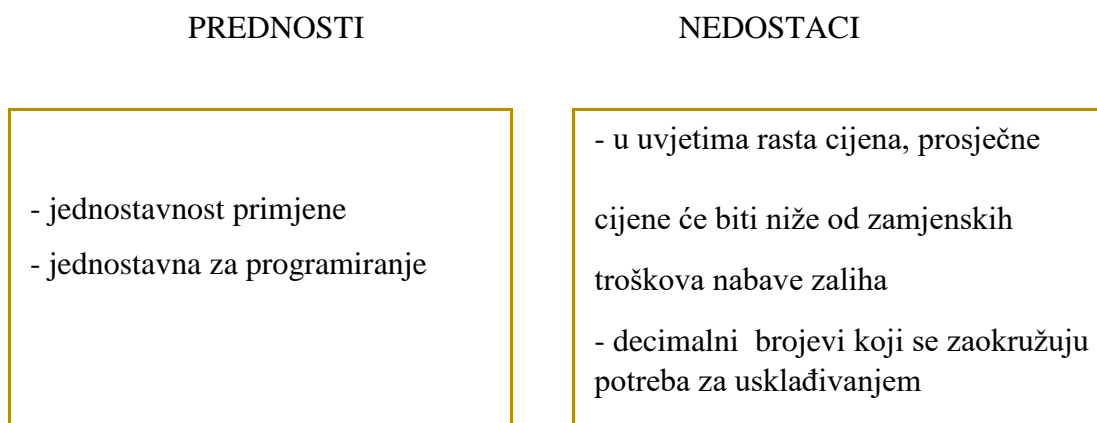 PREDNOSTI
NEDOSTACI
- jednostavnost primjene
- jednostavna za programiranje
- u uvjetima rasta cijena, prosječne
cijene će biti niže od zamjenskih
troškova nabave zaliha
- decimalni  brojevi koji se zaokružuju
potreba za usklađivanjem